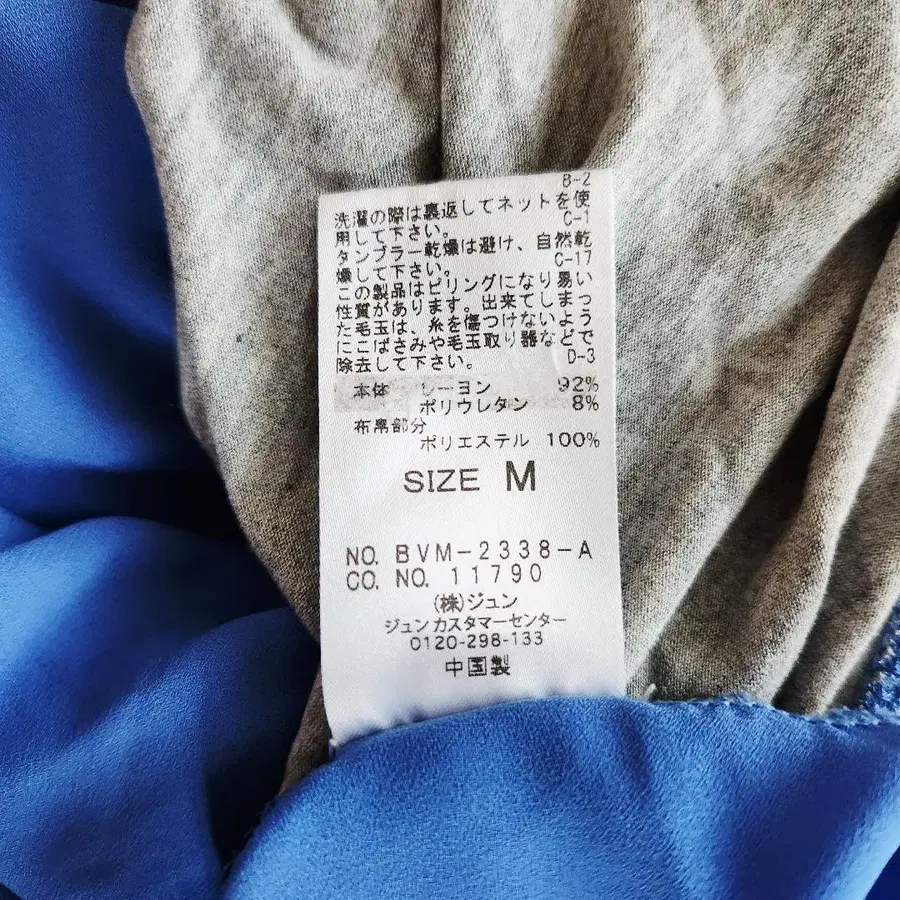 B-2
洗濯の際は裏返してネットを使
用して下さい。 C-1
タンブラー乾燥は避け、自然乾
燥して下さい。 C-17
この製品はピリングになり易い
性質があります。出来てしまっ
た毛玉は、糸を傷つけないよう
にこばさみや毛玉取り器などで
除去して下さい。 D-3
本体 レーヨン 92%
ポリウレタン 8%
布帛部分
ポリエステル 100%
SIZE M
NO. BVM-2338-A
CO. NO. 11790
(株)ジュン
ジュンカスタマーセンター
0120-298-133
中国製